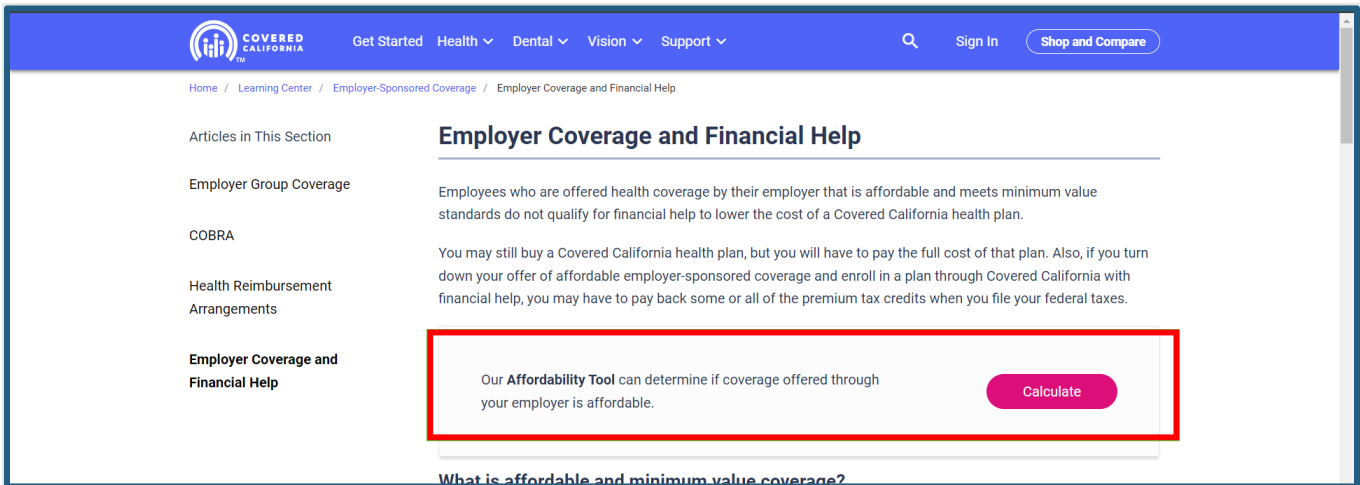 COVERED
CALIFORNIA
TM
Get Started Health Dental Vision Support Sign In Shop and Compare
Home / Learning Center / Employer-Sponsored Coverage / Employer Coverage and Financial Help
Articles in This Section
Employer Group Coverage
COBRA
Health Reimbursement
Arrangements
Employer Coverage and
Financial Help
Employer Coverage and Financial Help
Employees who are offered health coverage by their employer that is affordable and meets minimum value
standards do not qualify for financial help to lower the cost of a Covered California health plan.
You may still buy a Covered California health plan, but you will have to pay the full cost of that plan. Also, if you turn
down your offer of affordable employer-sponsored coverage and enroll in a plan through Covered California with
financial help, you may have to pay back some or all of the premium tax credits when you file your federal taxes.
Our Affordability Tool can determine if coverage offered through
your employer is affordable.
Calculate
What is affordable and minimum value coverage?